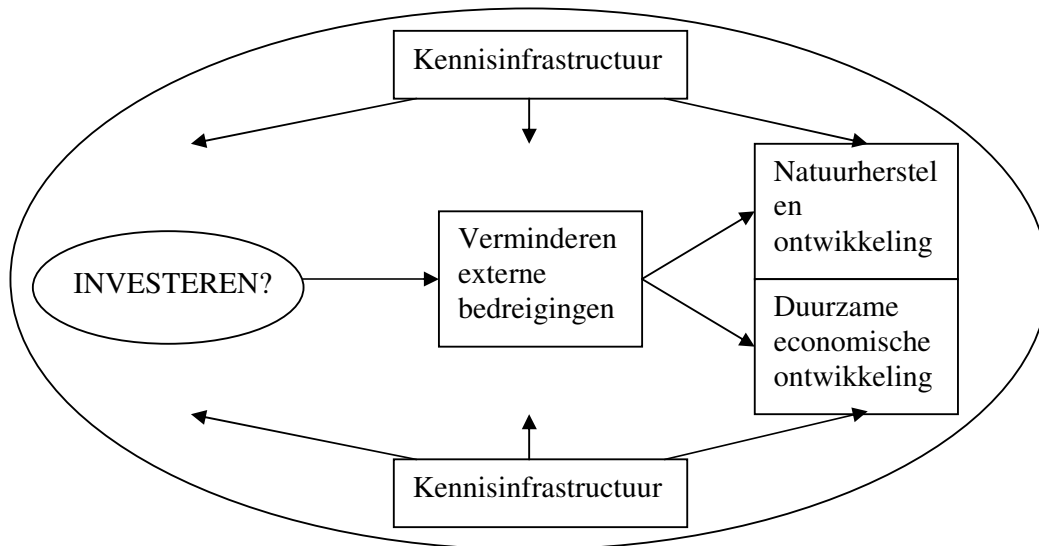 Kennisinfrastructuur
Natuurherstel
en
ontwikkeling
Verminderen
externe
bedreigingen
INVESTEREN?
Duurzame
economische
ontwikkeling
Kennisinfrastructuur